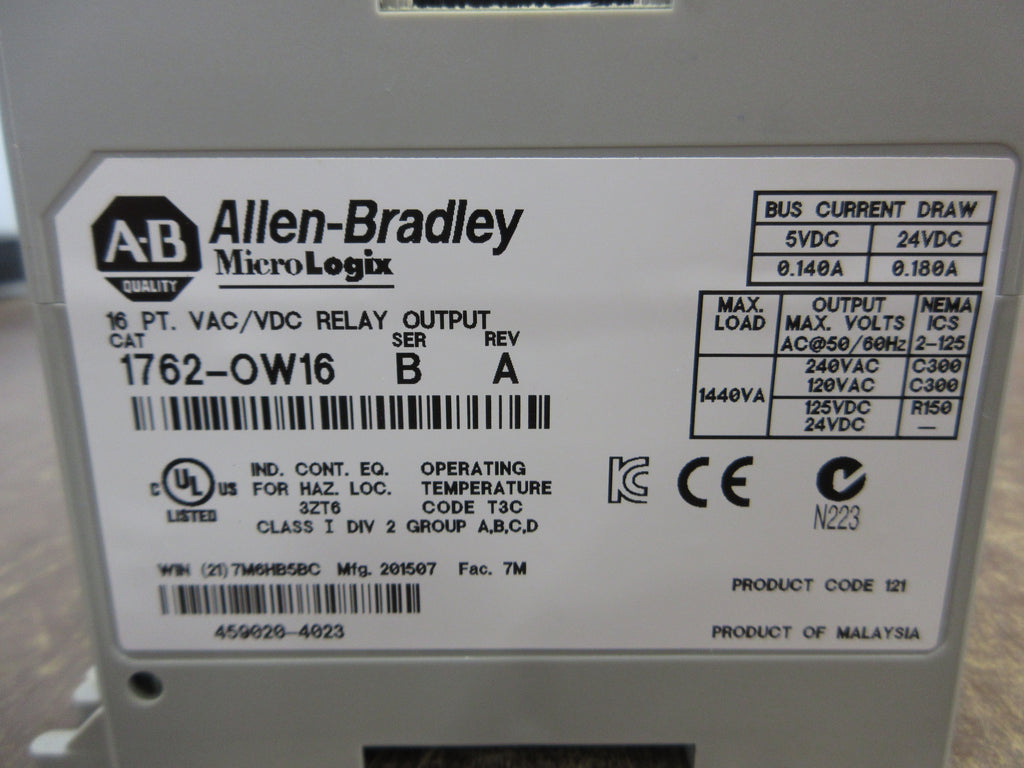 A-B
QUALITY
Allen-Bradley
MicroLogix
16 PT. VAC/VDC RELAY OUTPUT
CAT SER REV
1762-OW16 B A
BUS CURRENT DRAW
5VDC 24VDC
0.140A 0.180A
MAX. LOAD OUTPUT MAX. VOLTS AC@50/60Hz NEMA ICS 2-125
1440VA
240VAC C300
120VAC C300
125VDC R150
24VDC —
C UL US
LISTED
IND. CONT. EQ.
FOR HAZ. LOC.
3ZT6
OPERATING
TEMPERATURE
CODE T3C
CLASS I DIV 2 GROUP A,B,C,D
KC CE
N223
WIN (21)7M6HB5BC Mfg. 201507 Fac. 7M
459020-4023
PRODUCT CODE 121
PRODUCT OF MALAYSIA